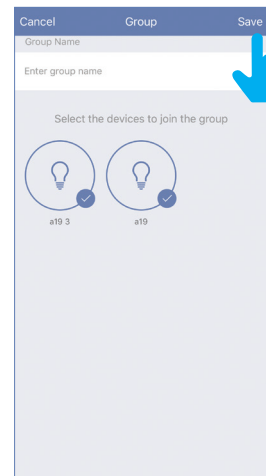 Cancel Group Save
Group Name
Enter group name
Select the devices to join the group
a19 3 a19